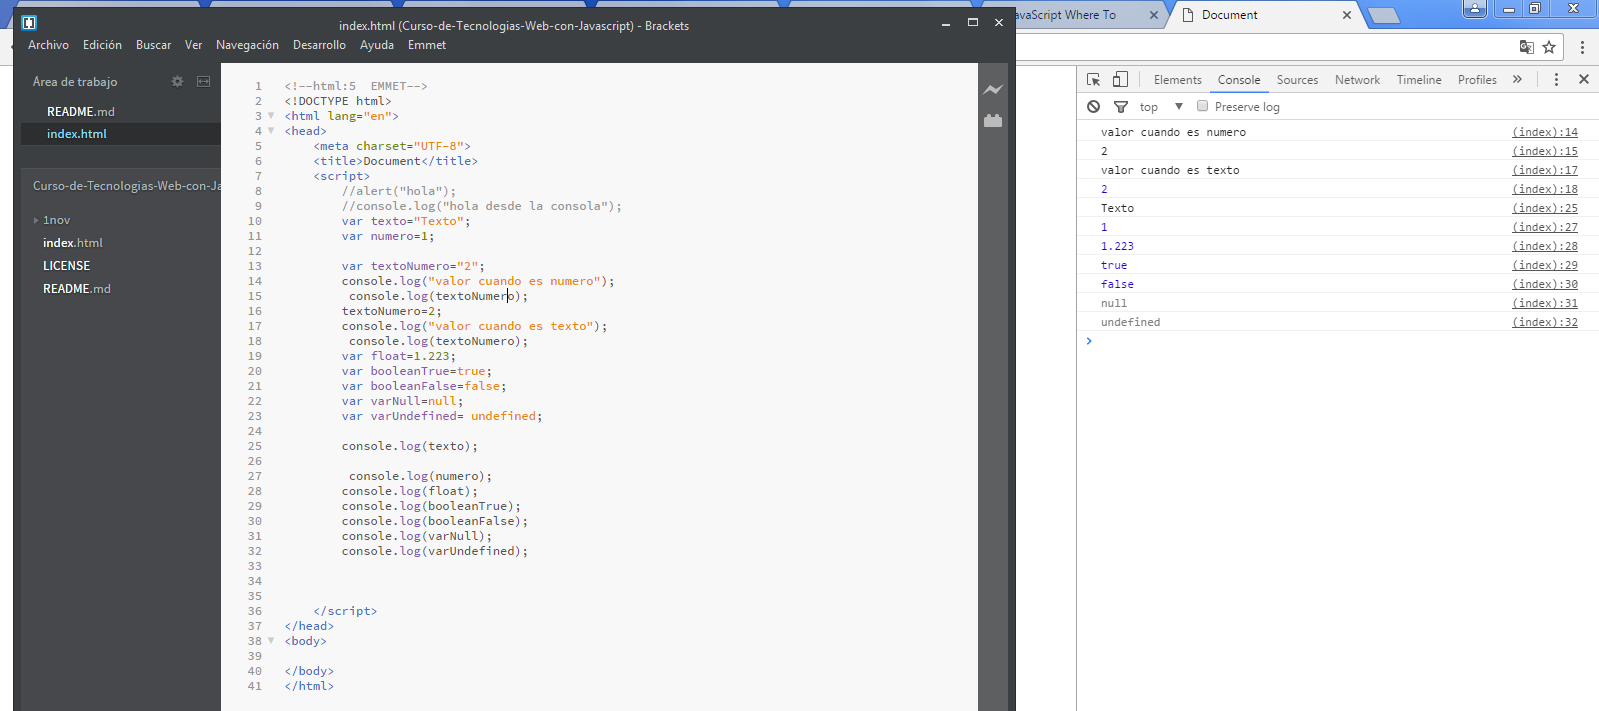 index.html (Curso-de-Tecnologias-Web-con-Javascript) - Brackets
Archivo Edición Buscar Ver Navegación Desarrollo Ayuda Emmet
Área de trabajo
README.md
index.html
Curso-de-Tecnologias-Web-con-Ja
1nov
index.html
LICENSE
README.md
1 <!--html:5  EMMET-->
2 <!DOCTYPE html>
3 <html lang="en">
4 <head>
5     <meta charset="UTF-8">
6     <title>Document</title>
7     <script>
8         //alert("hola");
9         //console.log("hola desde la consola");
10         var texto="Texto";
11         var numero=1;
12
13         var textoNumero="2";
14         console.log("valor cuando es numero");
15          console.log(textoNumero);
16         textoNumero=2;
17         console.log("valor cuando es texto");
18          console.log(textoNumero);
19         var float=1.223;
20         var booleanTrue=true;
21         var booleanFalse=false;
22         var varNull=null;
23         var varUndefined= undefined;
24
25         console.log(texto);
26
27          console.log(numero);
28         console.log(float);
29         console.log(booleanTrue);
30         console.log(booleanFalse);
31         console.log(varNull);
32         console.log(varUndefined);
33
34
35
36     </script>
37 </head>
38 <body>
39
40 </body>
41 </html>
avaScript Where To
Document
Elements Console Sources Network Timeline Profiles »
top Preserve log
valor cuando es numero (index):14
2 (index):15
valor cuando es texto (index):17
2 (index):18
Texto (index):25
1 (index):27
1.223 (index):28
true (index):29
false (index):30
null (index):31
undefined (index):32